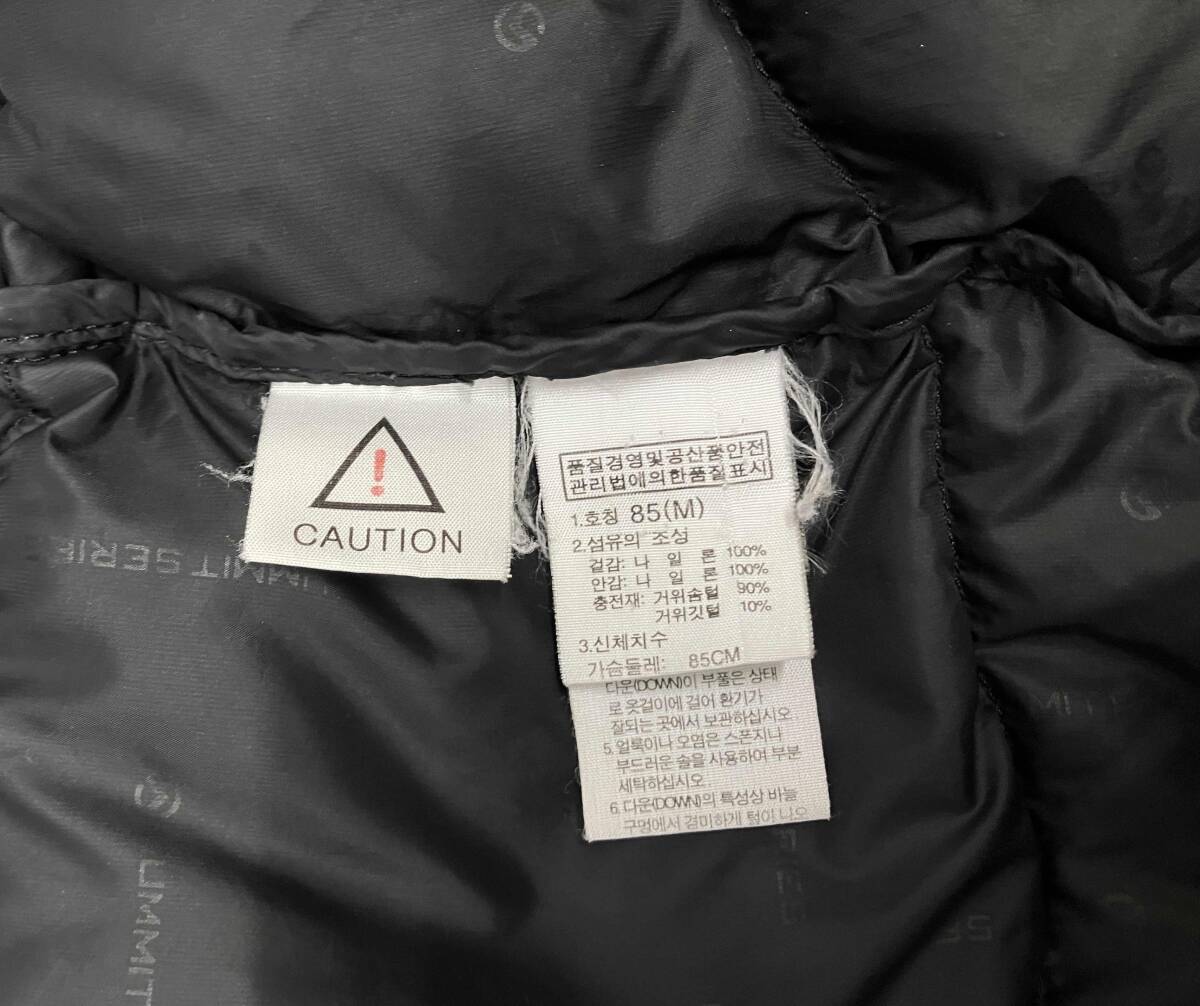 CAUTION
품질경영및공산품안전
관리법에의한품질표시
1.호칭 85(M)
2.섬유의 조성
겉감: 나 일 론 100%
안감: 나 일 론 100%
충전재: 거위솜털 90%
거위깃털 10%
3.신체치수
가슴둘레: 85CM
다운(DOWN)이 부풀은 상태
로 옷걸이에 걸어 환기가
잘되는 곳에서 보관하십시오
5.얼룩이나 오염은 스폰지나
부드러운 솔을 사용하여 부분
세탁하십시오.
6.다운(DOWN)의 특성상 바늘
구멍에서 경미하게 털이 나오
UMMIT SERIE
UMMIT
SE